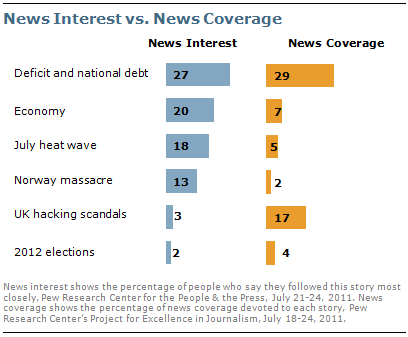 News Interest vs. News Coverage
News Interest News Coverage
Deficit and national debt 27 29
Economy 20 7
July heat wave 18 5
Norway massacre 13 2
UK hacking scandals 3 17
2012 elections 2 4
News interest shows the percentage of people who say they followed this story most
closely, Pew Research Center for the People & the Press, July 21-24, 2011. News
coverage shows the percentage of news coverage devoted to each story, Pew
Research Center's Project for Excellence in Journalism, July 18-24, 2011.